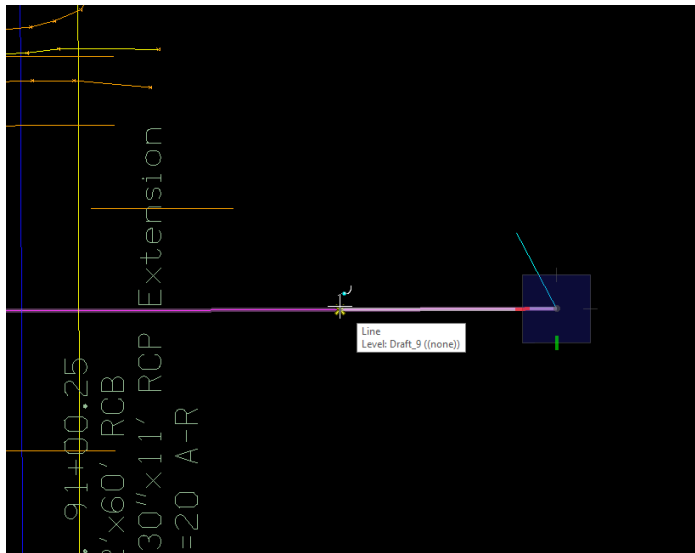 Line
Level: Draft_9 ((none))
91+00.25
'x60' RCB
30"x11' RCP Extension
=20 A-R